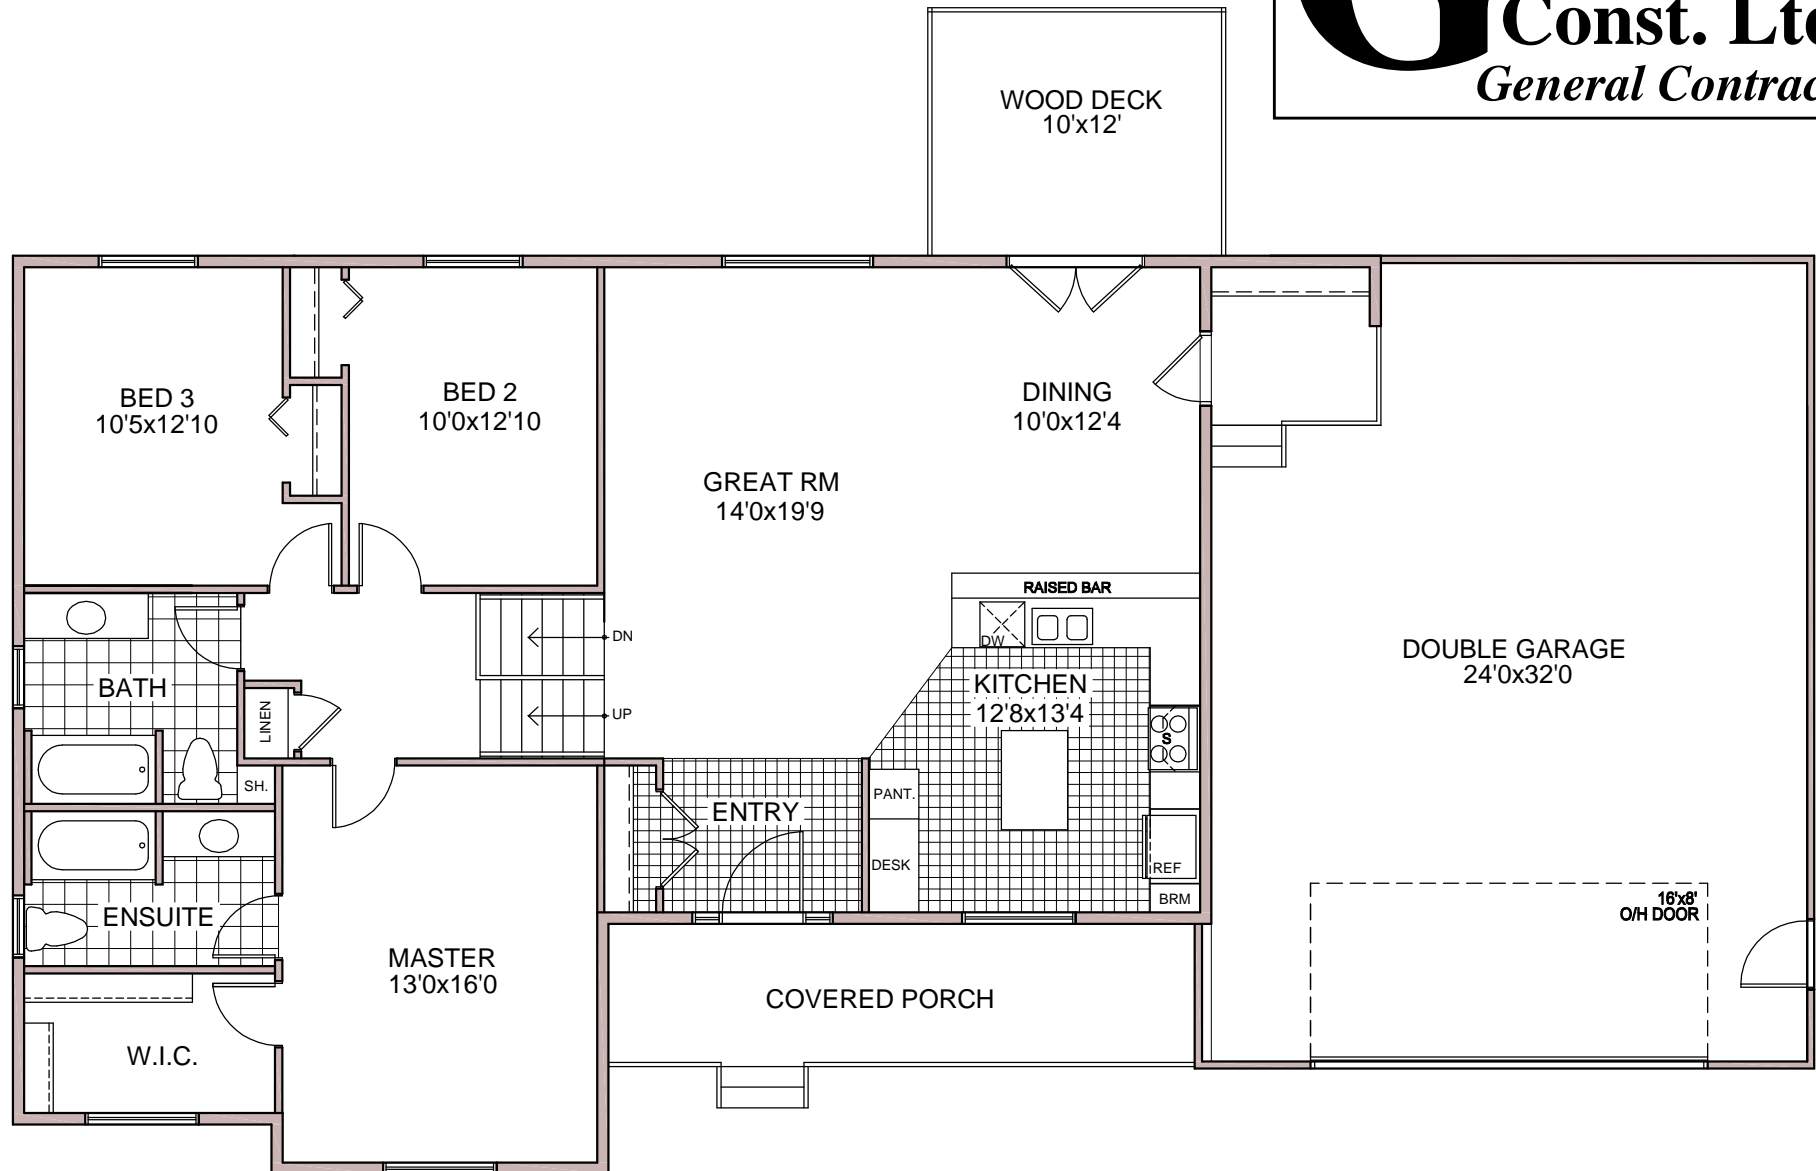 Const. Ltd
General Contrac
WOOD DECK
10'x12'
BED 3
10'5x12'10
BED 2
10'0x12'10
DINING
10'0x12'4
GREAT RM
14'0x19'9
RAISED BAR
DW
DN
UP
KITCHEN
12'8x13'4
S
DOUBLE GARAGE
24'0x32'0
BATH
LINEN
SH.
ENTRY
PANT.
DESK
REF
BRM
16'x8'
O/H DOOR
ENSUITE
MASTER
13'0x16'0
COVERED PORCH
W.I.C.